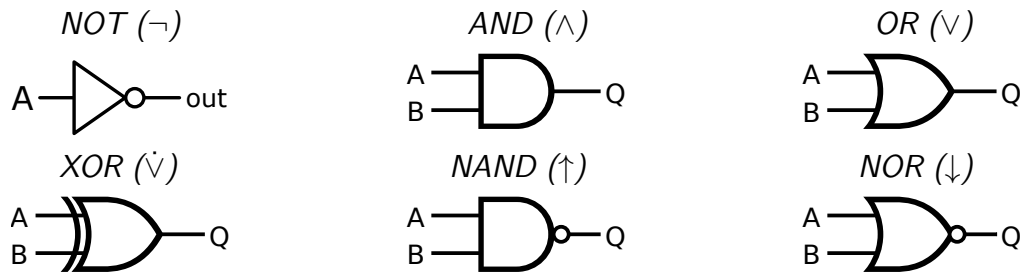 NOT (¬) AND (∧) OR (∨)
A out A Q A Q
B B
XOR (⩒) NAND (↑) NOR (↓)
A A A
B Q B Q B Q